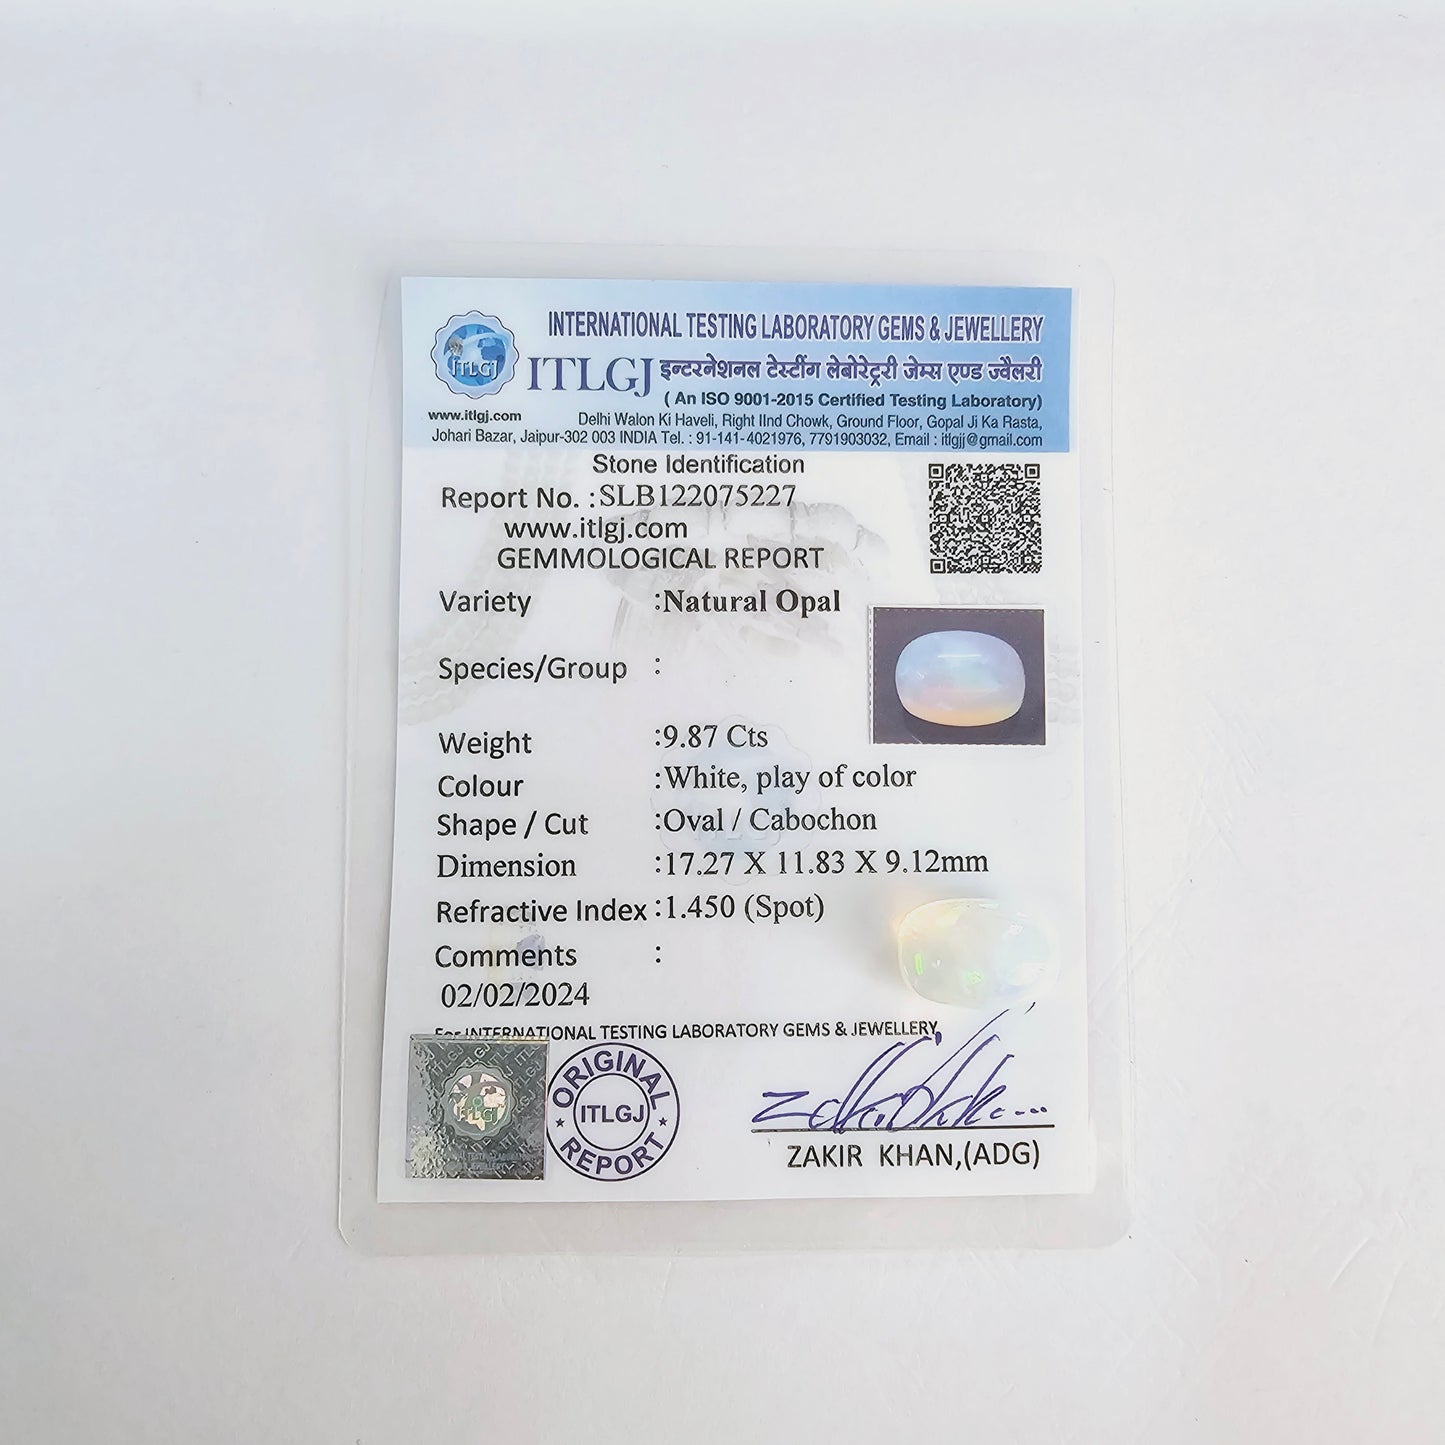 INTERNATIONAL TESTING LABORATORY GEMS & JEWELLERY
ITLGJ
ITLGJ इन्टरनेशनल टेस्टींग लेबोरेट्ररी जेम्स एण्ड ज्वैलरी
( An ISO 9001-2015 Certified Testing Laboratory)
www.itlgj.com Delhi Walon Ki Haveli, Right IInd Chowk, Ground Floor, Gopal Ji Ka Rasta,
Johari Bazar, Jaipur-302 003 INDIA Tel. : 91-141-4021976, 7791903032, Email : itlgjj@gmail.com
Stone Identification
Report No. :SLB122075227
www.itlgj.com
GEMMOLOGICAL REPORT
Variety :Natural Opal
Species/Group :
Weight :9.87 Cts
Colour :White, play of color
Shape / Cut :Oval / Cabochon
Dimension :17.27 X 11.83 X 9.12mm
Refractive Index :1.450 (Spot)
Comments :
02/02/2024
For INTERNATIONAL TESTING LABORATORY GEMS & JEWELLERY,
ITLGJ
ORIGINAL
ITLGJ
REPORT
ZAKIR KHAN,(ADG)